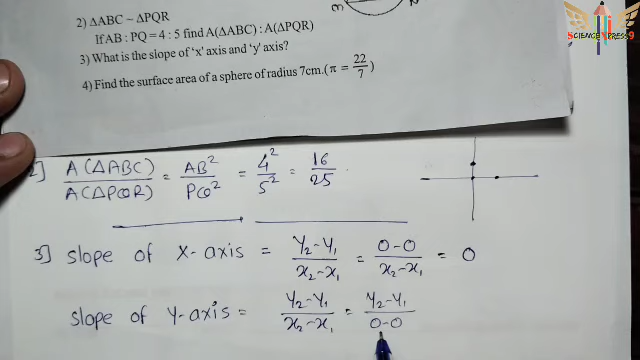 SCIENCE XPRESS 9
m
2) ΔABC ~ ΔPQR
If AB : PQ = 4 : 5 find A(ΔABC) : A(ΔPQR)
3) What is the slope of 'x' axis and 'y' axis?
4) Find the surface area of a sphere of radius 7cm.(π = 22/7)
2] A(ΔABC)/A(ΔPQR) = AB²/PQ² = 4²/5² = 16/25
3] slope of X-axis = Y₂-Y₁/x₂-x₁ = 0-0/x₂-x₁ = 0
slope of Y-axis = Y₂-Y₁/x₂-x₁ = Y₂-Y₁/0-0